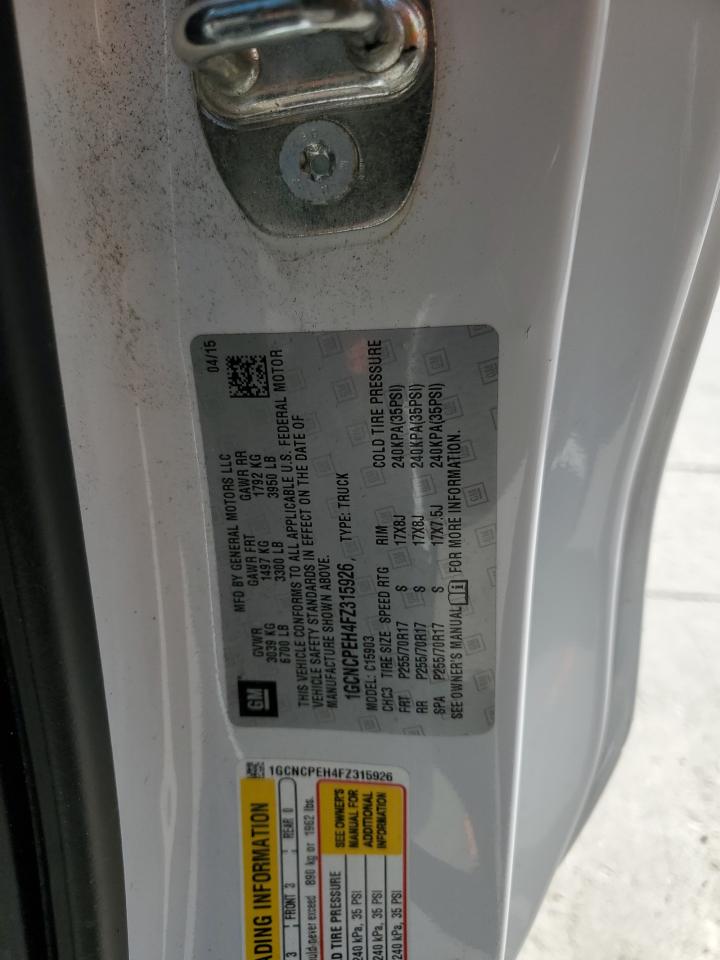 04/15
MFD BY GENERAL MOTORS LLC
GVWR GAWR FRT GAWR RR
3039 KG 1497 KG 1792 KG
6700 LB 3300 LB 3950 LB
GM
THIS VEHICLE CONFORMS TO ALL APPLICABLE U.S. FEDERAL MOTOR
VEHICLE SAFETY STANDARDS IN EFFECT ON THE DATE OF
MANUFACTURE SHOWN ABOVE.
1GCNCPEH4FZ315926 TYPE: TRUCK
MODEL: C15903
CHC3 TIRE SIZE SPEED RTG RIM COLD TIRE PRESSURE
FRT P255/70R17 S 17X8J 240KPA(35PSI)
RR P255/70R17 S 17X8J 240KPA(35PSI)
SPA P255/70R17 S 17X7.5J 240KPA(35PSI)
SEE OWNER'S MANUAL FOR MORE INFORMATION.
1GCNCPEH4FZ315926
ADING INFORMATION
3 FRONT 3 REAR 0
never exceed 890 kg or 1962 lbs.
TIRE PRESSURE
240 kPa, 35 PSI
240 kPa, 35 PSI
240 kPa, 35 PSI
SEE OWNER'S
MANUAL FOR
ADDITIONAL
INFORMATION